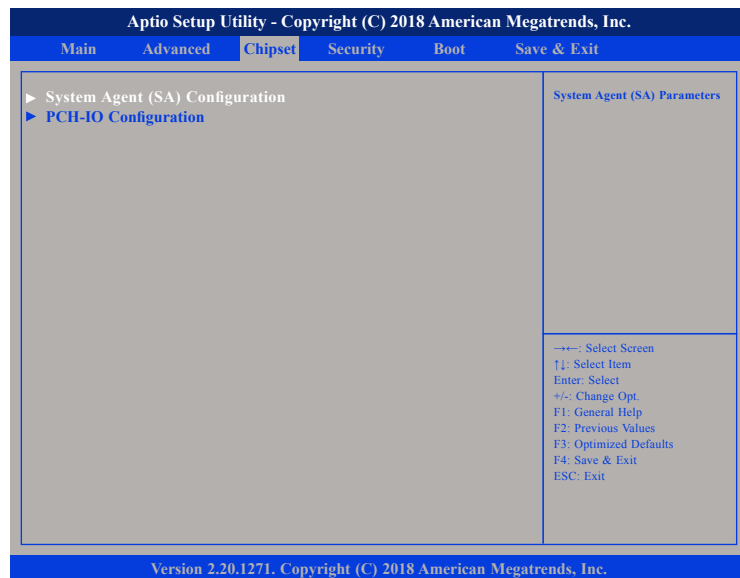 Aptio Setup Utility - Copyright (C) 2018 American Megatrends, Inc.
Main Advanced Chipset Security Boot Save & Exit
► System Agent (SA) Configuration
► PCH-IO Configuration
System Agent (SA) Parameters
→←: Select Screen
↑↓: Select Item
Enter: Select
+/-: Change Opt.
F1: General Help
F2: Previous Values
F3: Optimized Defaults
F4: Save & Exit
ESC: Exit
Version 2.20.1271. Copyright (C) 2018 American Megatrends, Inc.